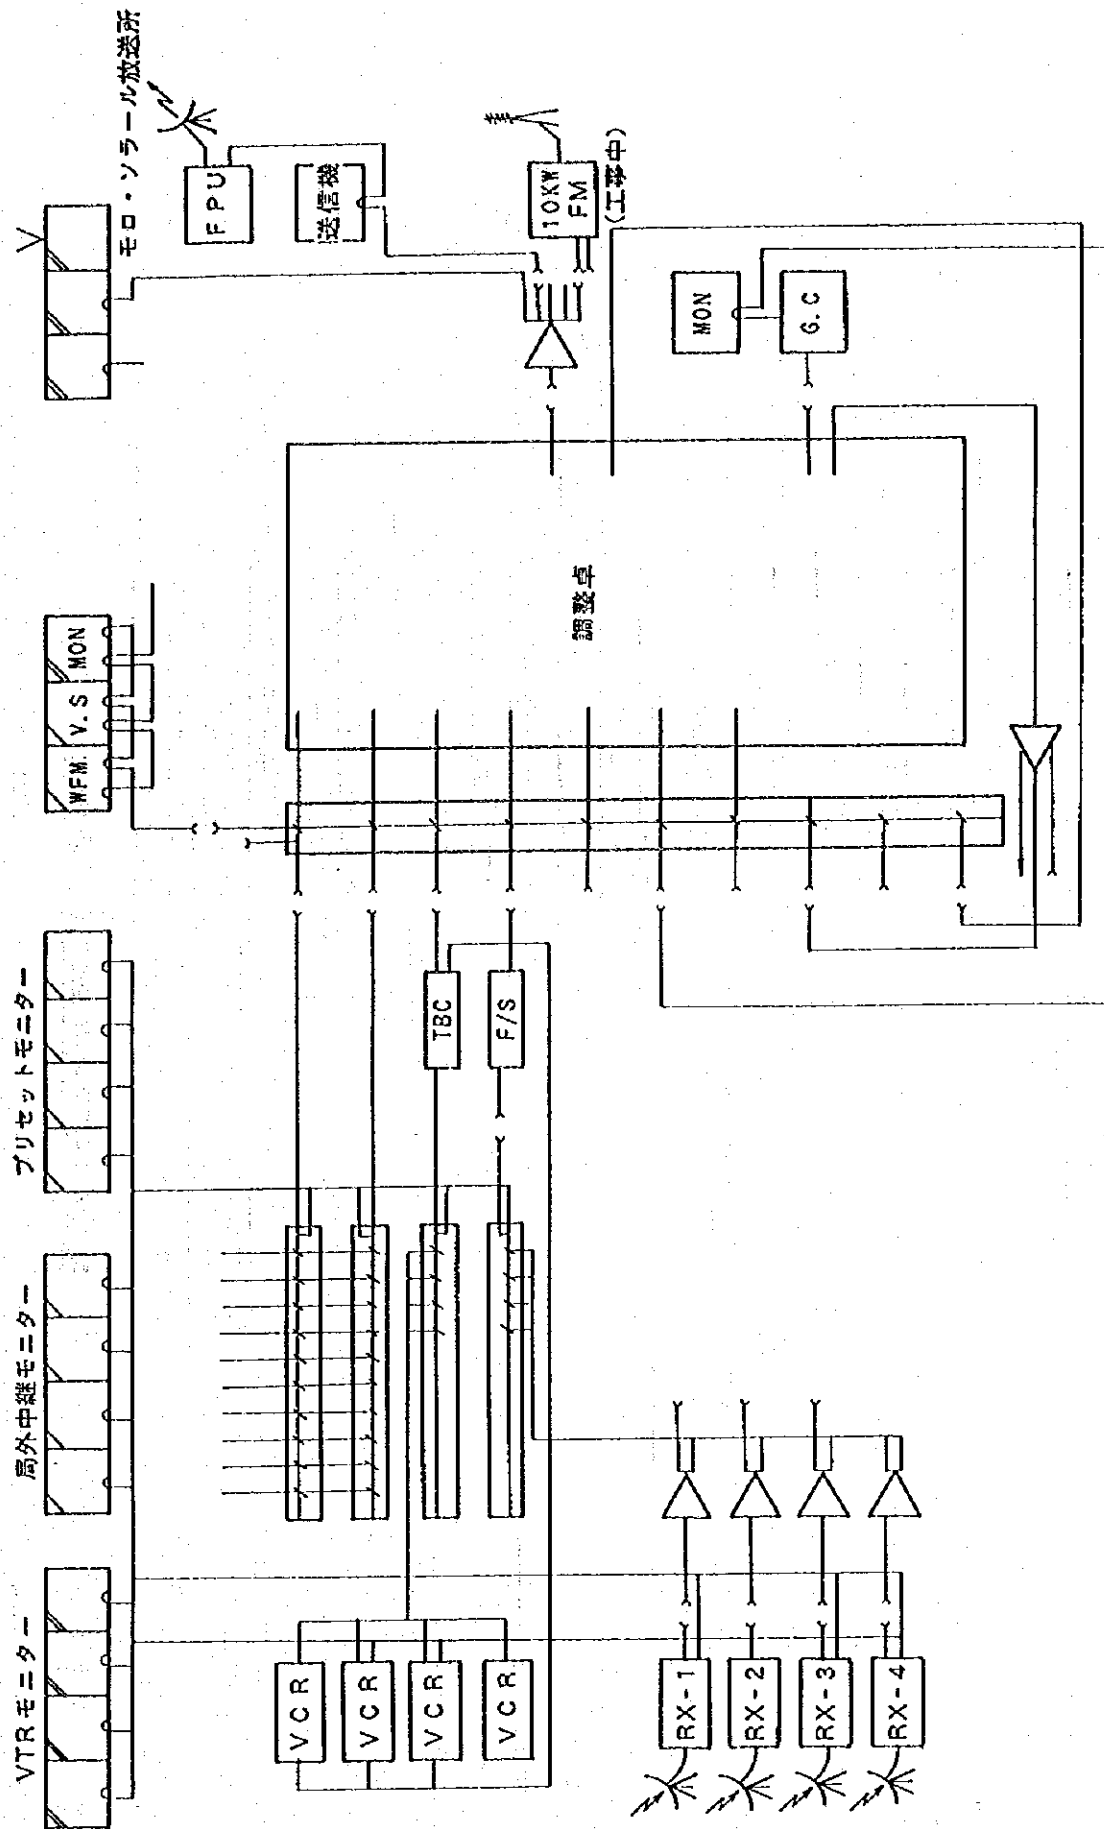 VTRモニター
局外中継モニター
プリセットモニター
WFM.
V.S
MON
V
モロ・ソラール放送所
FPU
送信機
10KW
FM
(工事中)
MON
G.C
調整卓
TBC
F/S
VCR
VCR
VCR
VCR
RX-1
RX-2
RX-3
RX-4